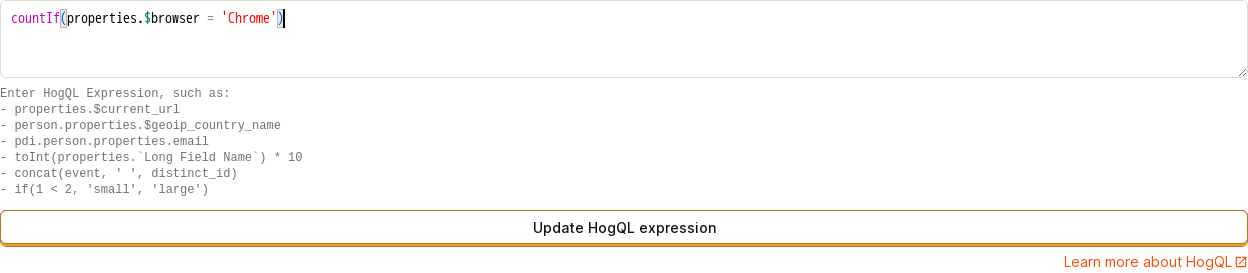 countIf(properties.$browser = 'Chrome')
Enter HogQL Expression, such as:
- properties.$current_url
- person.properties.$geoip_country_name
- pdi.person.properties.email
- toInt(properties.`Long Field Name`) * 10
- concat(event, ' ', distinct_id)
- if(1 < 2, 'small', 'large')
Update HogQL expression
Learn more about HogQL